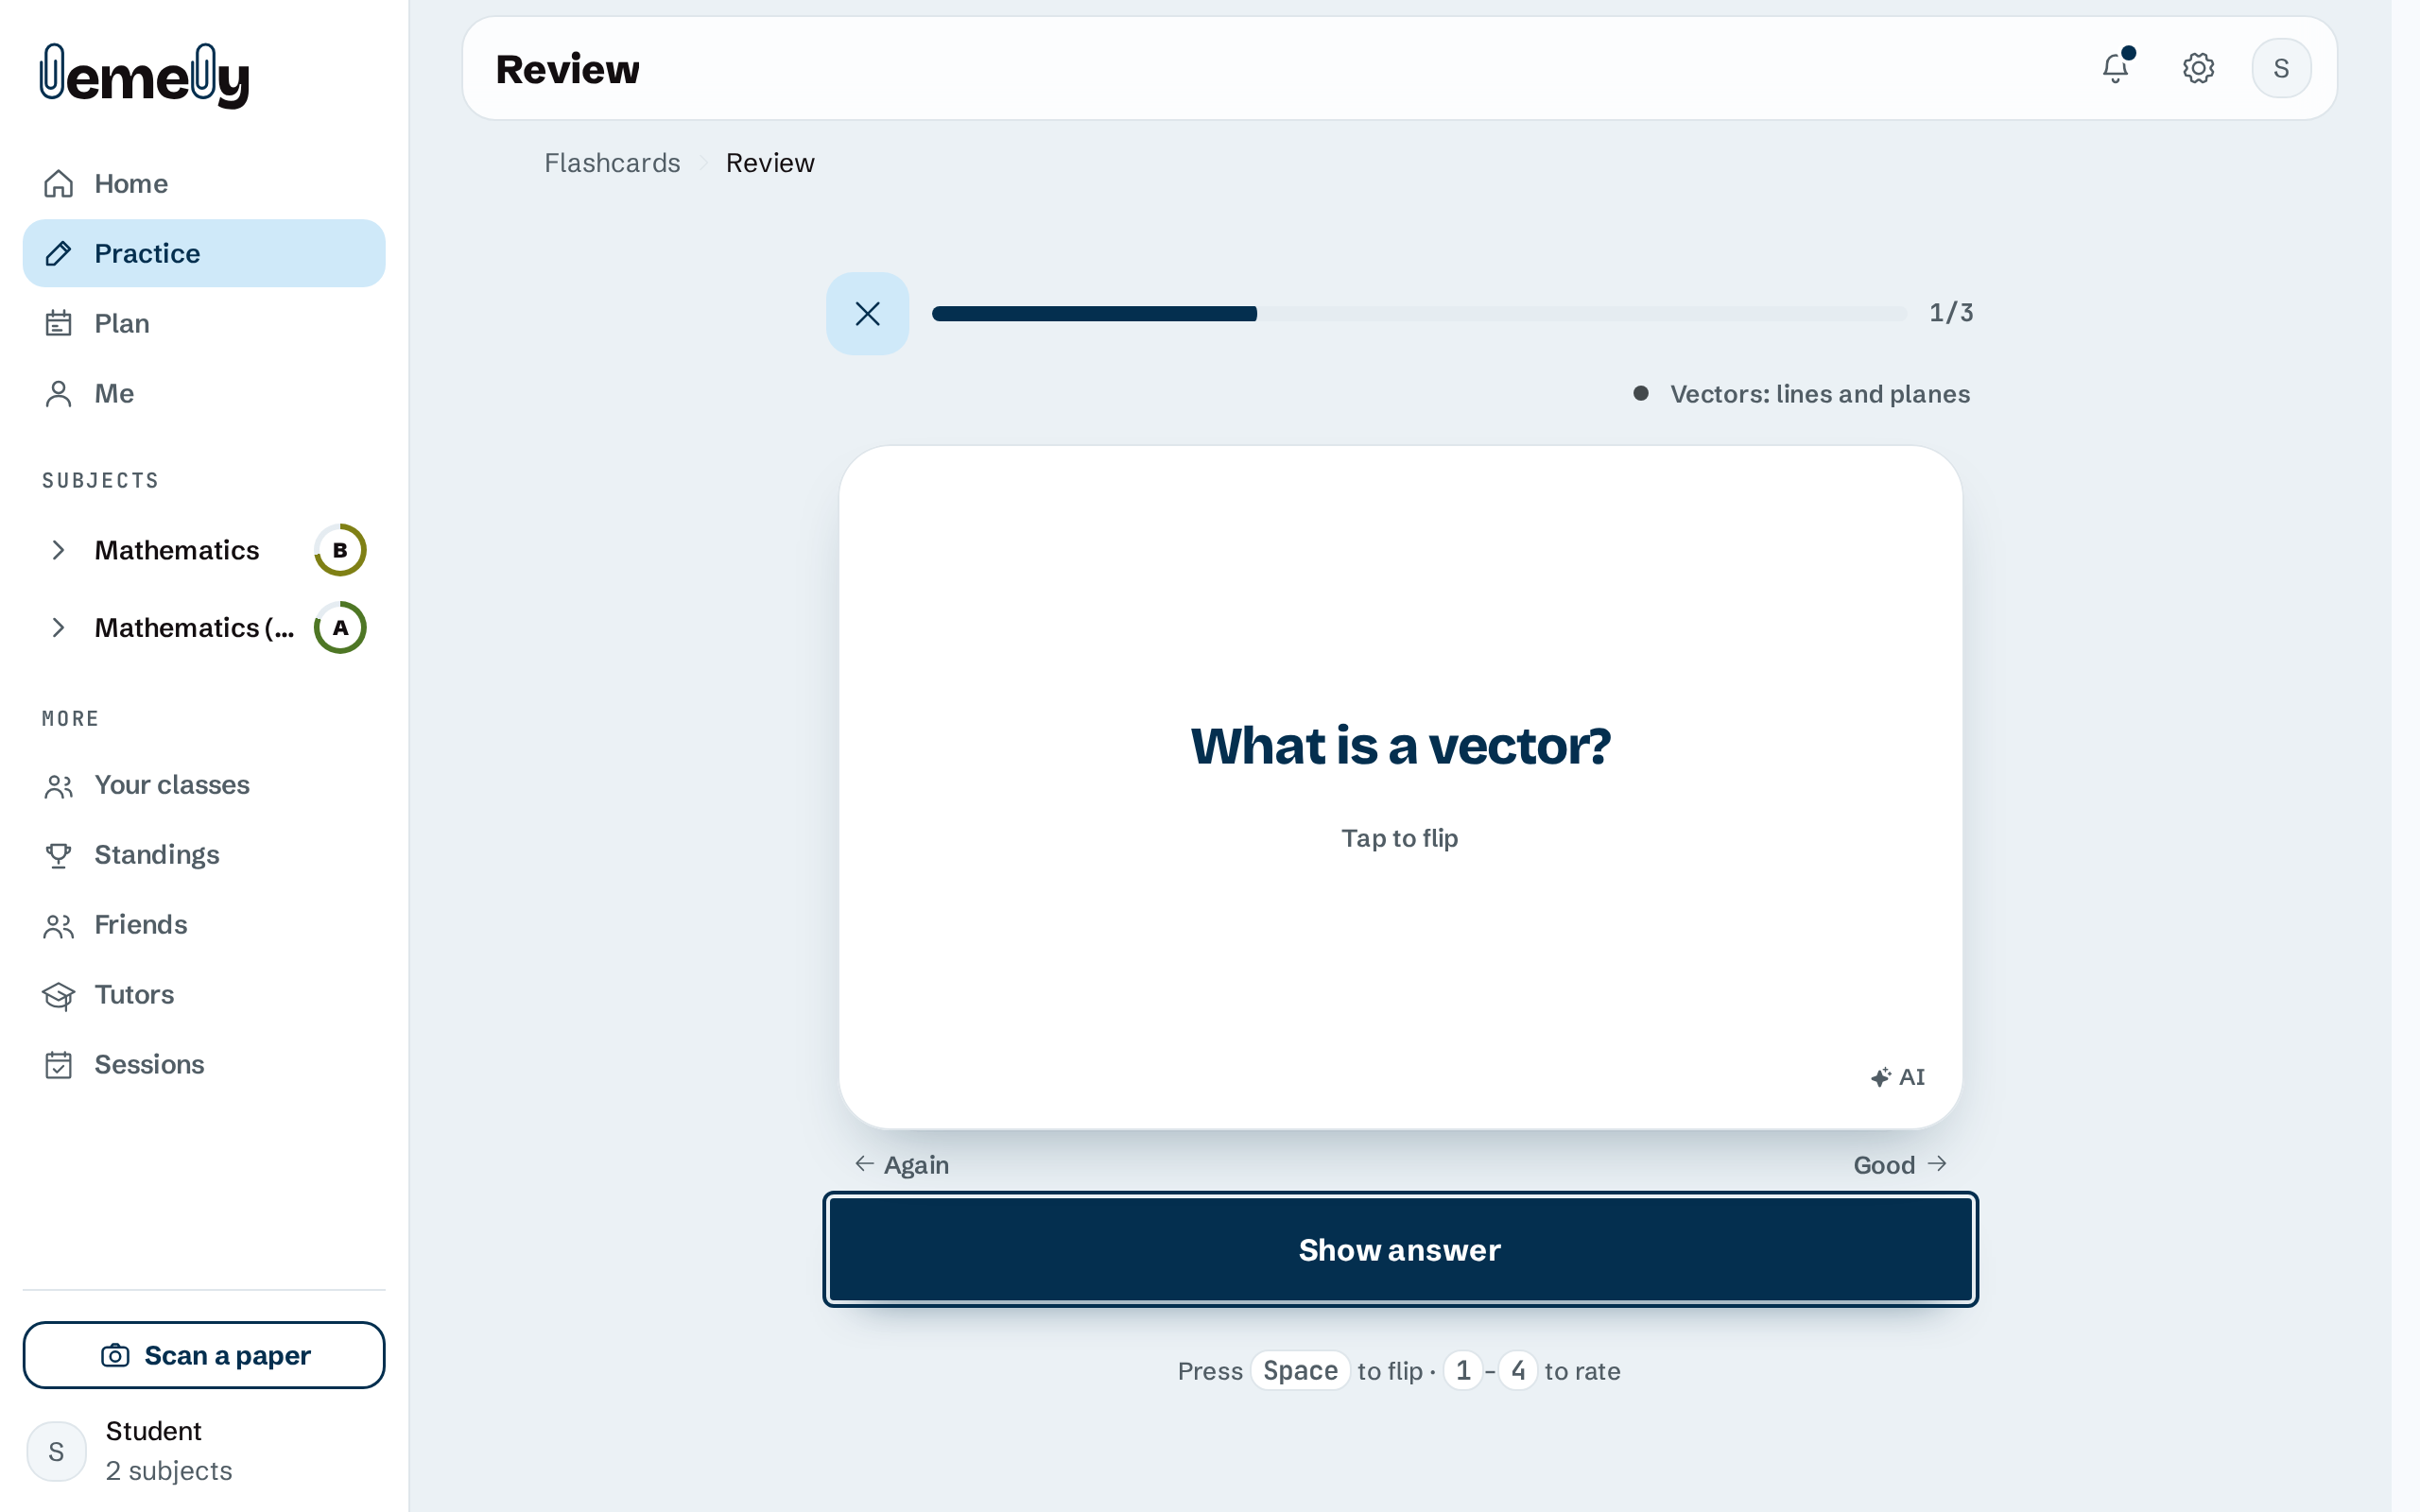 lemely
Home
Practice
Plan
Me
SUBJECTS
Mathematics B
Mathematics (... A
MORE
Your classes
Standings
Friends
Tutors
Sessions
Scan a paper
S
Student
2 subjects
Review
S
Flashcards Review
1/3
Vectors: lines and planes
What is a vector?
Tap to flip
AI
← Again
Good →
Show answer
Press Space to flip · 1 – 4 to rate